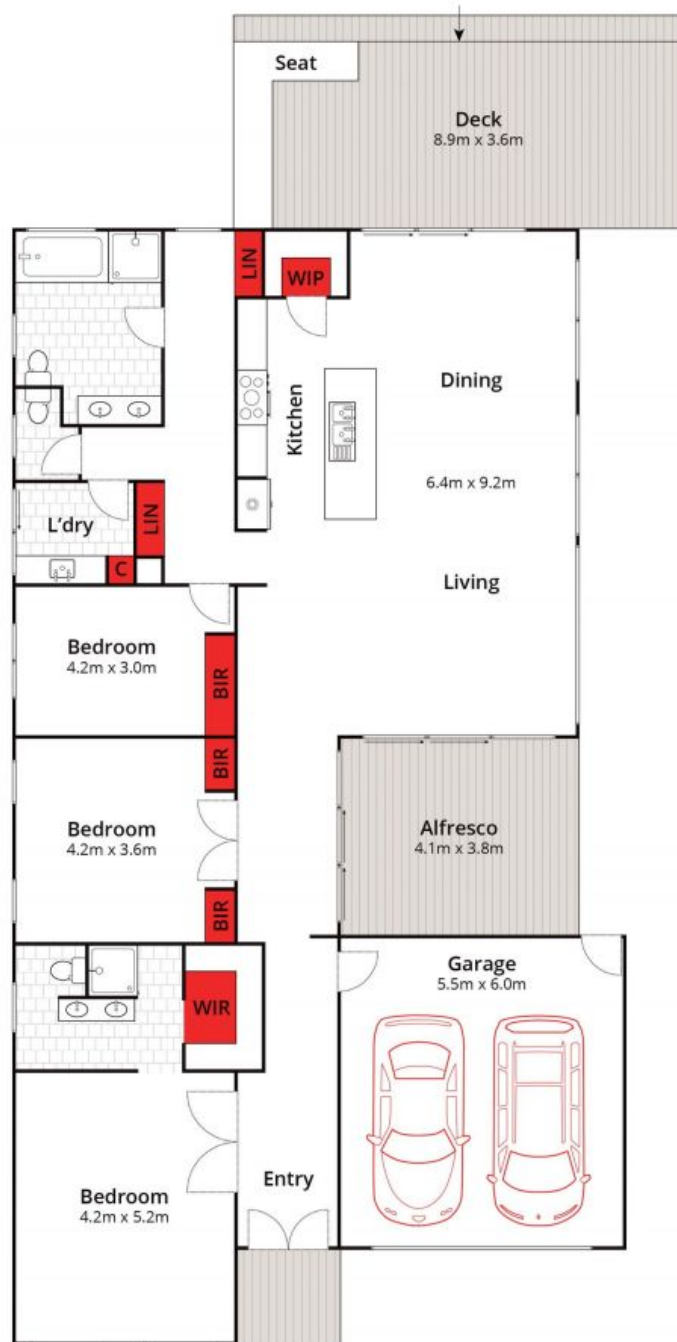 Seat
Deck
8.9m x 3.6m
LIN
WIP
Kitchen
Dining
6.4m x 9.2m
L'dry
LIN
C
Living
Bedroom
4.2m x 3.0m
BIR
BIR
Bedroom
4.2m x 3.6m
Alfresco
4.1m x 3.8m
BIR
Garage
5.5m x 6.0m
WIR
Entry
Bedroom
4.2m x 5.2m